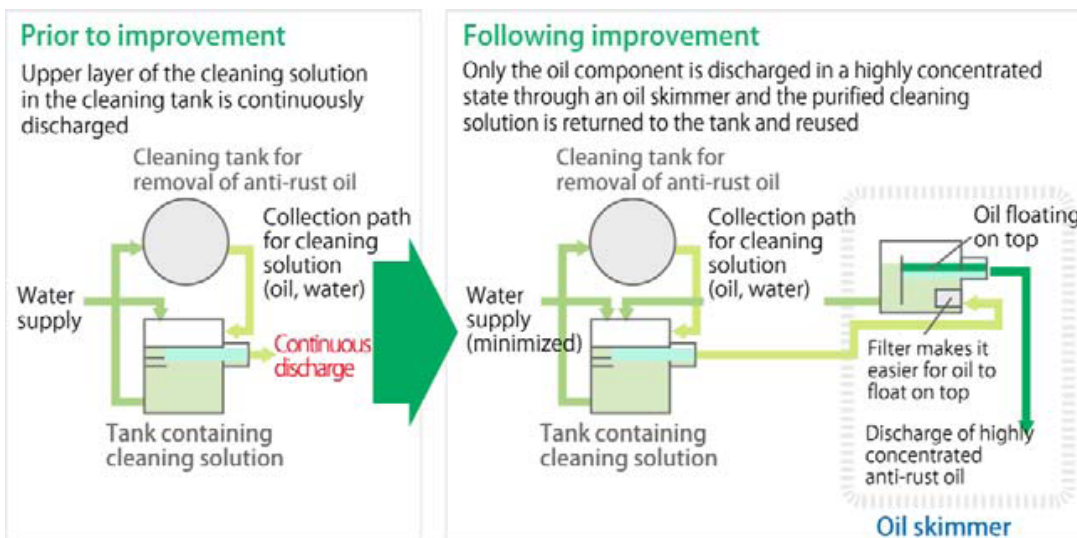 Prior to improvement
Upper layer of the cleaning solution
in the cleaning tank is continuously
discharged
Cleaning tank for
removal of anti-rust oil
Collection path
for cleaning
solution
(oil, water)
Water
supply
Continuous
discharge
Tank containing
cleaning solution
Following improvement
Only the oil component is discharged in a highly concentrated
state through an oil skimmer and the purified cleaning
solution is returned to the tank and reused
Cleaning tank for
removal of anti-rust oil
Collection path
for cleaning
solution
(oil, water)
Water
supply
(minimized)
Tank containing
cleaning solution
Oil floating
on top
Filter makes it
easier for oil to
float on top
Discharge of highly
concentrated
anti-rust oil
Oil skimmer